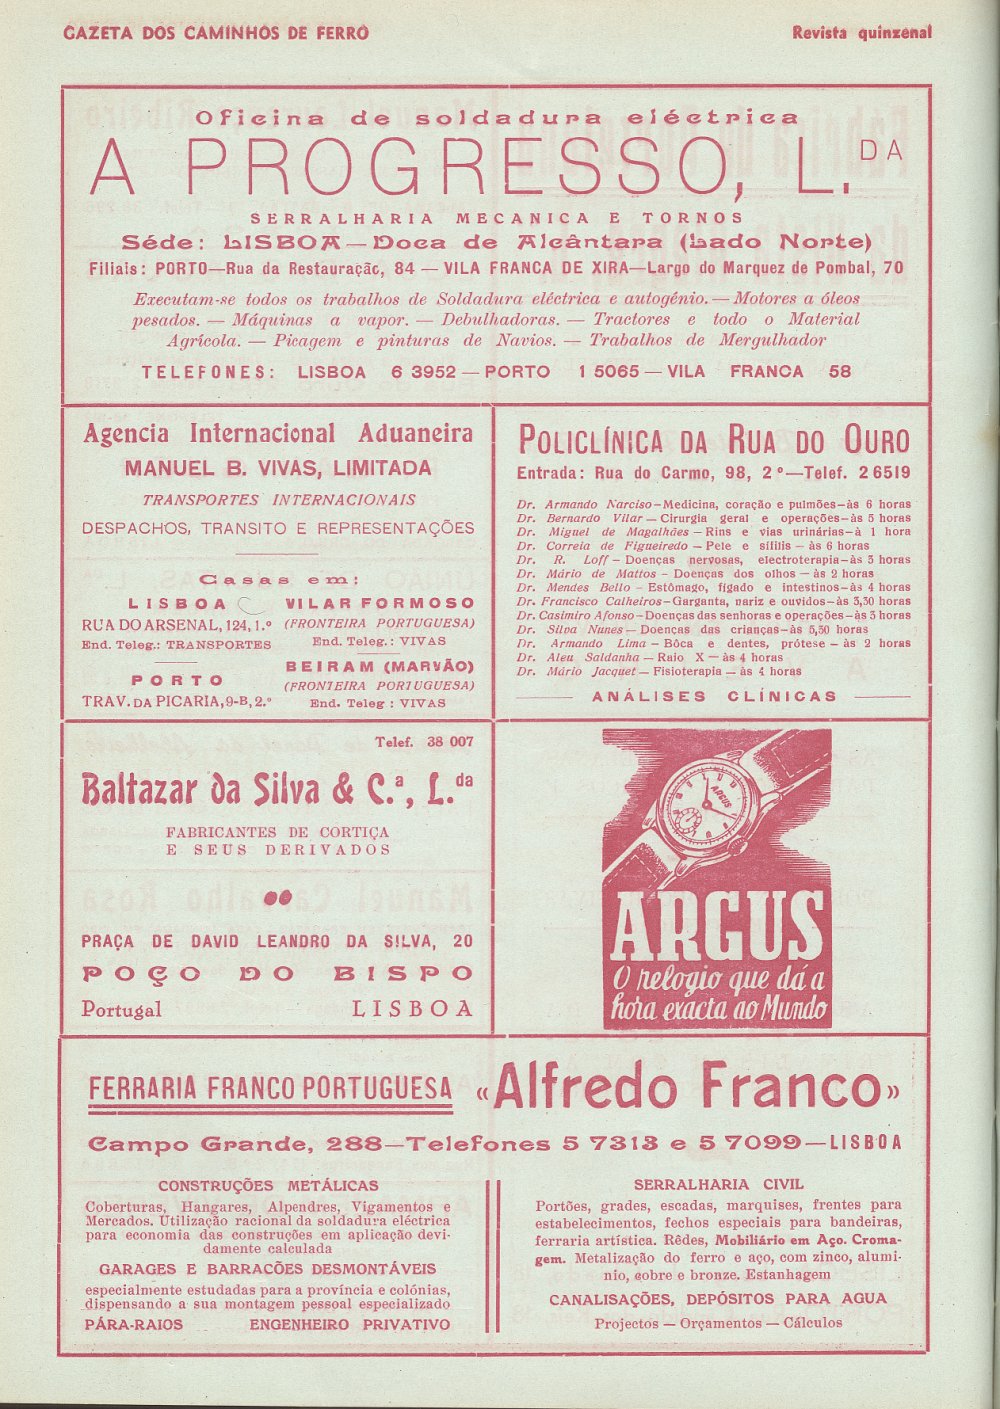 GAZETA DOS CAMINHOS DE FERRO
Revista quinzenal
Oficina de soldadura eléctrica
A PROGRESSO, L.DA
SERRALHARIA MECANICA E TORNOS
Séde: LISBOA—Doca de Alcântara (Lado Norte)
Filiais: PORTO—Rua da Restauração, 84 — VILA FRANCA DE XIRA—Largo do Marquez de Pombal, 70
Executam-se todos os trabalhos de Soldadura eléctrica e autogénio. — Motores a óleos
pesados. — Máquinas a vapor. — Debulhadoras. — Tractores e todo o Material
Agrícola. — Picagem e pinturas de Navios. — Trabalhos de Mergulhador
TELEFONES: LISBOA 6 3952 — PORTO 1 5065 — VILA FRANCA 58
Agencia Internacional Aduaneira
MANUEL B. VIVAS, LIMITADA
TRANSPORTES INTERNACIONAIS
DESPACHOS, TRANSITO E REPRESENTAÇÕES
Casas em:
LISBOA
RUA DO ARSENAL, 124, 1.º
End. Teleg.: TRANSPORTES
PORTO
TRAV. DA PICARIA, 9-B, 2.º
VILAR FORMOSO
(FRONTEIRA PORTUGUESA)
End. Teleg.: VIVAS
BEIRAM (MARVÃO)
(FRONTEIRA PORTUGUESA)
End. Teleg : VIVAS
POLICLÍNICA DA RUA DO OURO
Entrada: Rua do Carmo, 98, 2º—Telef. 2 6519
Dr. Armando Narciso—Medicina, coração e pulmões—às 6 horas
Dr. Bernardo Vilar — Cirurgia geral e operações—às 5 horas
Dr. Miguel de Magalhães — Rins e vias urinárias—à 1 hora
Dr. Correia de Figueiredo — Pele e sífilis — às 6 horas
Dr. R. Loff — Doenças nervosas, electroterapia—às 3 horas
Dr. Mário de Mattos - Doenças dos olhos — às 2 horas
Dr. Mendes Bello - Estômago, fígado e intestinos—às 4 horas
Dr. Francisco Calheiros—Garganta, nariz e ouvidos—às 3,30 horas
Dr. Casimiro Afonso—Doenças das senhoras e operações—às 3 horas
Dr. Silva Nunes — Doenças das crianças—às 5,30 horas
Dr. Armando Lima — Bôca e dentes, prótese — às 2 horas
Dr. Aleu Saldanha — Raio X — às 4 horas
Dr. Mário Jacquet — Fisioterapia — às 4 horas
ANÁLISES CLÍNICAS
Telef. 38 007
Baltazar da Silva & C.ª, L.da
FABRICANTES DE CORTIÇA
E SEUS DERIVADOS
PRAÇA DE DAVID LEANDRO DA SILVA, 20
POÇO DO BISPO
Portugal LISBOA
ARGUS
ARGUS
O relogio que dá a
hora exacta ao Mundo
FERRARIA FRANCO PORTUGUESA «Alfredo Franco»
Campo Grande, 288—Telefones 5 7313 e 5 7099—LISBOA
CONSTRUÇÕES METÁLICAS
Coberturas, Hangares, Alpendres, Vigamentos e
Mercados. Utilização racional da soldadura eléctrica
para economia das construções em aplicação devi-
damente calculada
GARAGES E BARRACÕES DESMONTÁVEIS
especialmente estudadas para a província e colónias,
dispensando a sua montagem pessoal especializado
PÁRA-RAIOS ENGENHEIRO PRIVATIVO
SERRALHARIA CIVIL
Portões, grades, escadas, marquises, frentes para
estabelecimentos, fechos especiais para bandeiras,
ferraria artística. Rêdes, Mobiliário em Aço. Croma-
gem. Metalização do ferro e aço, com zinco, alumi-
nio, cobre e bronze. Estanhagem
CANALISAÇÕES, DEPÓSITOS PARA AGUA
Projectos — Orçamentos — Cálculos